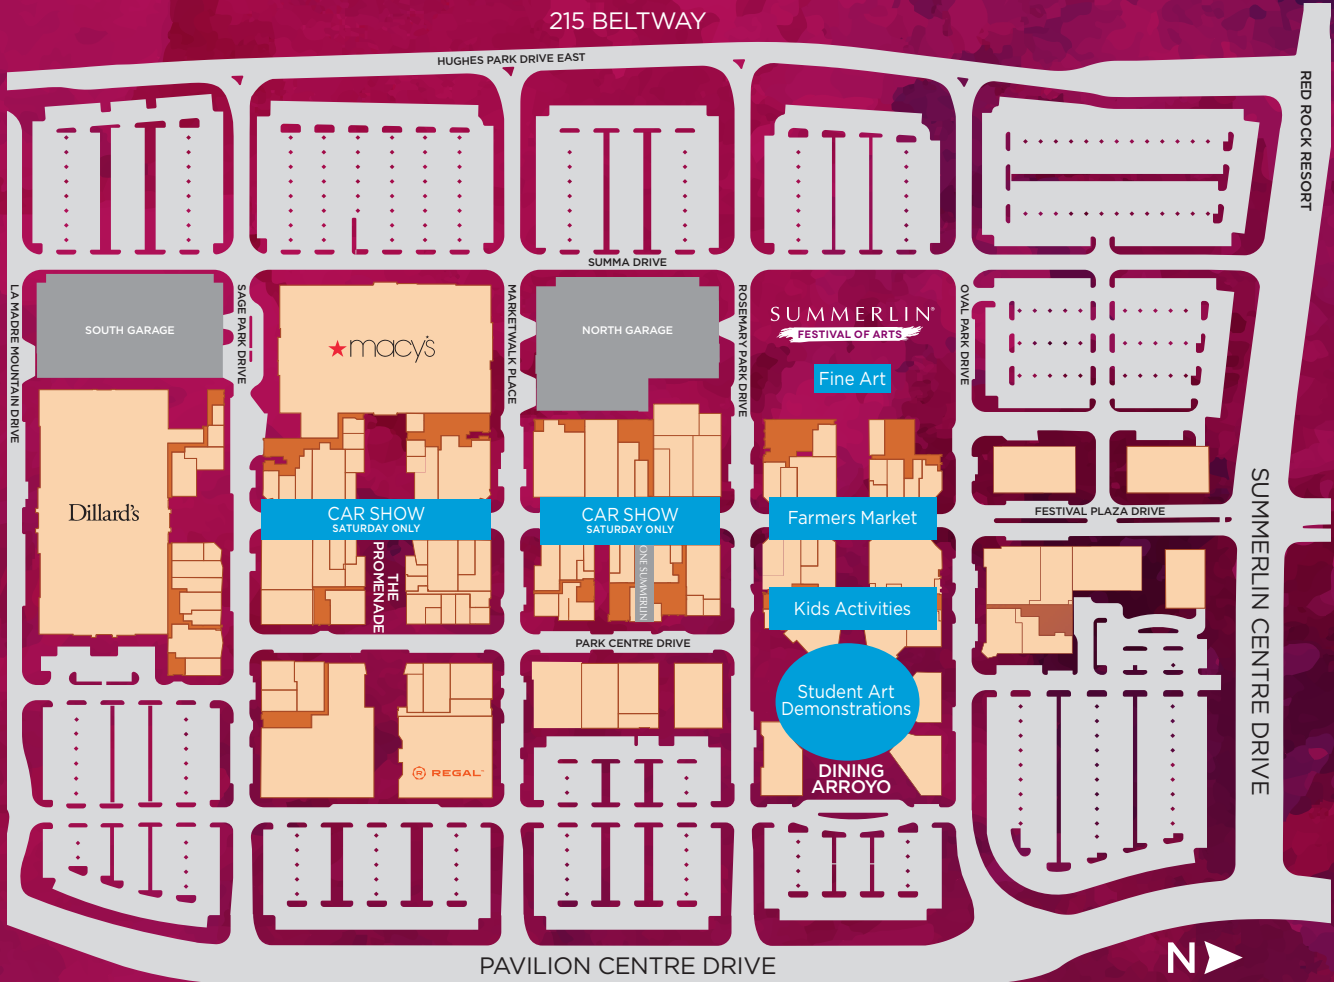 215 BELTWAY
HUGHES PARK DRIVE EAST
RED ROCK RESORT
SUMMA DRIVE
LA MADRE MOUNTAIN DRIVE
SOUTH GARAGE
SAGE PARK DRIVE
macy's
MARKETWALK PLACE
NORTH GARAGE
ROSEMARY PARK DRIVE
SUMMERLIN®
FESTIVAL OF ARTS
Fine Art
OVAL PARK DRIVE
Dillard's
CAR SHOW
SATURDAY ONLY
CAR SHOW
SATURDAY ONLY
Farmers Market
FESTIVAL PLAZA DRIVE
SUMMERLIN CENTRE DRIVE
THE
PROMENADE
ONE SUMMERLIN
Kids Activities
PARK CENTRE DRIVE
Student Art
Demonstrations
R REGAL
DINING
ARROYO
PAVILION CENTRE DRIVE
N